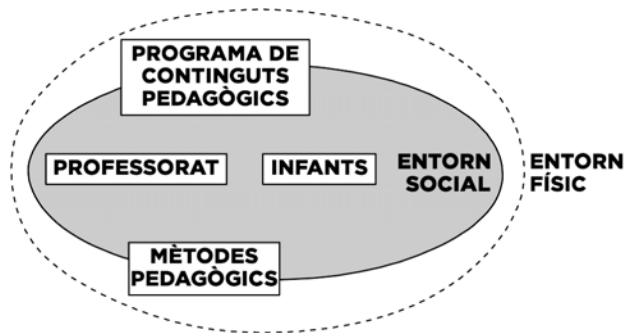 PROGRAMA DE
CONTINGUTS
PEDAGÒGICS
PROFESSORAT
INFANTS
ENTORN
SOCIAL
ENTORN
FÍSIC
MÈTODES
PEDAGÒGICS